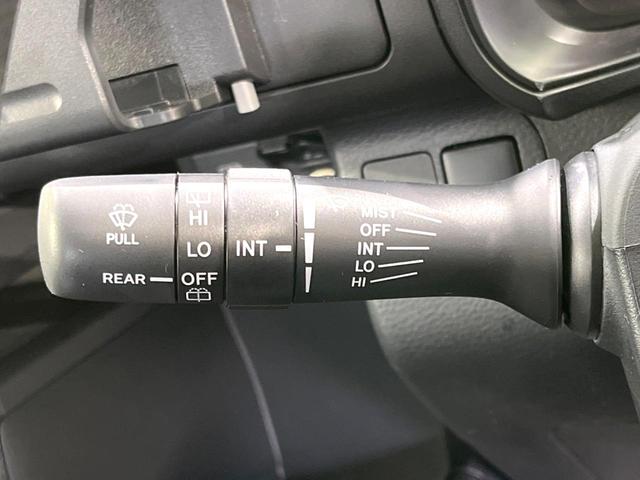 PULL
REAR
HI
LO
OFF
INT
MIST
OFF
INT
LO
HI